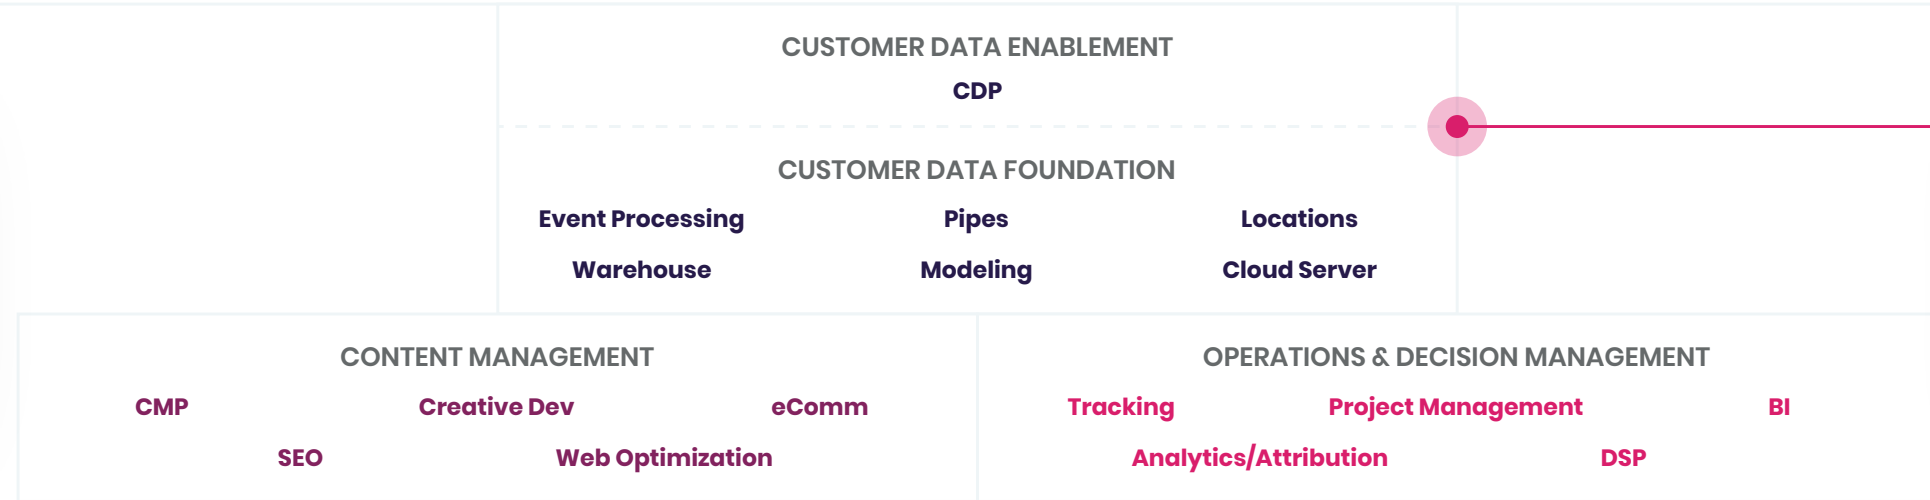 CUSTOMER DATA ENABLEMENT
CDP
CUSTOMER DATA FOUNDATION
Event Processing Pipes Locations
Warehouse Modeling Cloud Server
CONTENT MANAGEMENT
CMP Creative Dev eComm
SEO Web Optimization
OPERATIONS & DECISION MANAGEMENT
Tracking Project Management BI
Analytics/Attribution DSP